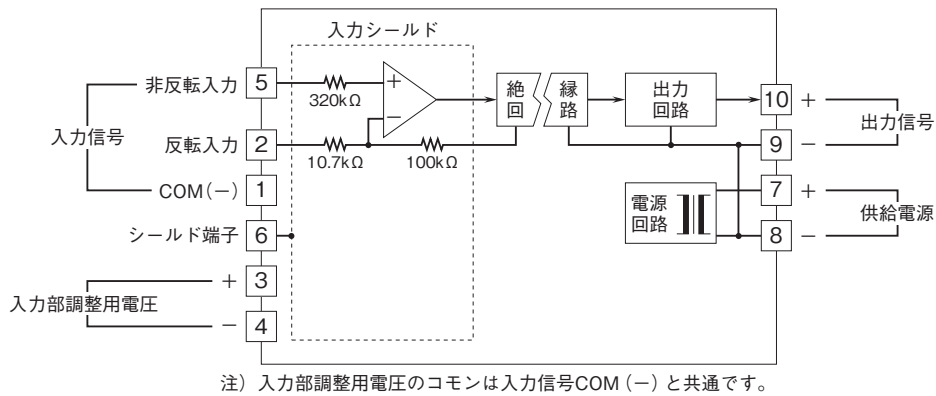 入力シールド
非反転入力 5
320kΩ
入力信号
反転入力 2
10.7kΩ
100kΩ
COM(－) 1
シールド端子 6
＋ 3
入力部調整用電圧
－ 4
＋
－
絶縁
回路
出力
回路
10 ＋
出力信号
9 －
電源
回路
7 ＋
供給電源
8 －
注）入力部調整用電圧のコモンは入力信号COM（－）と共通です。